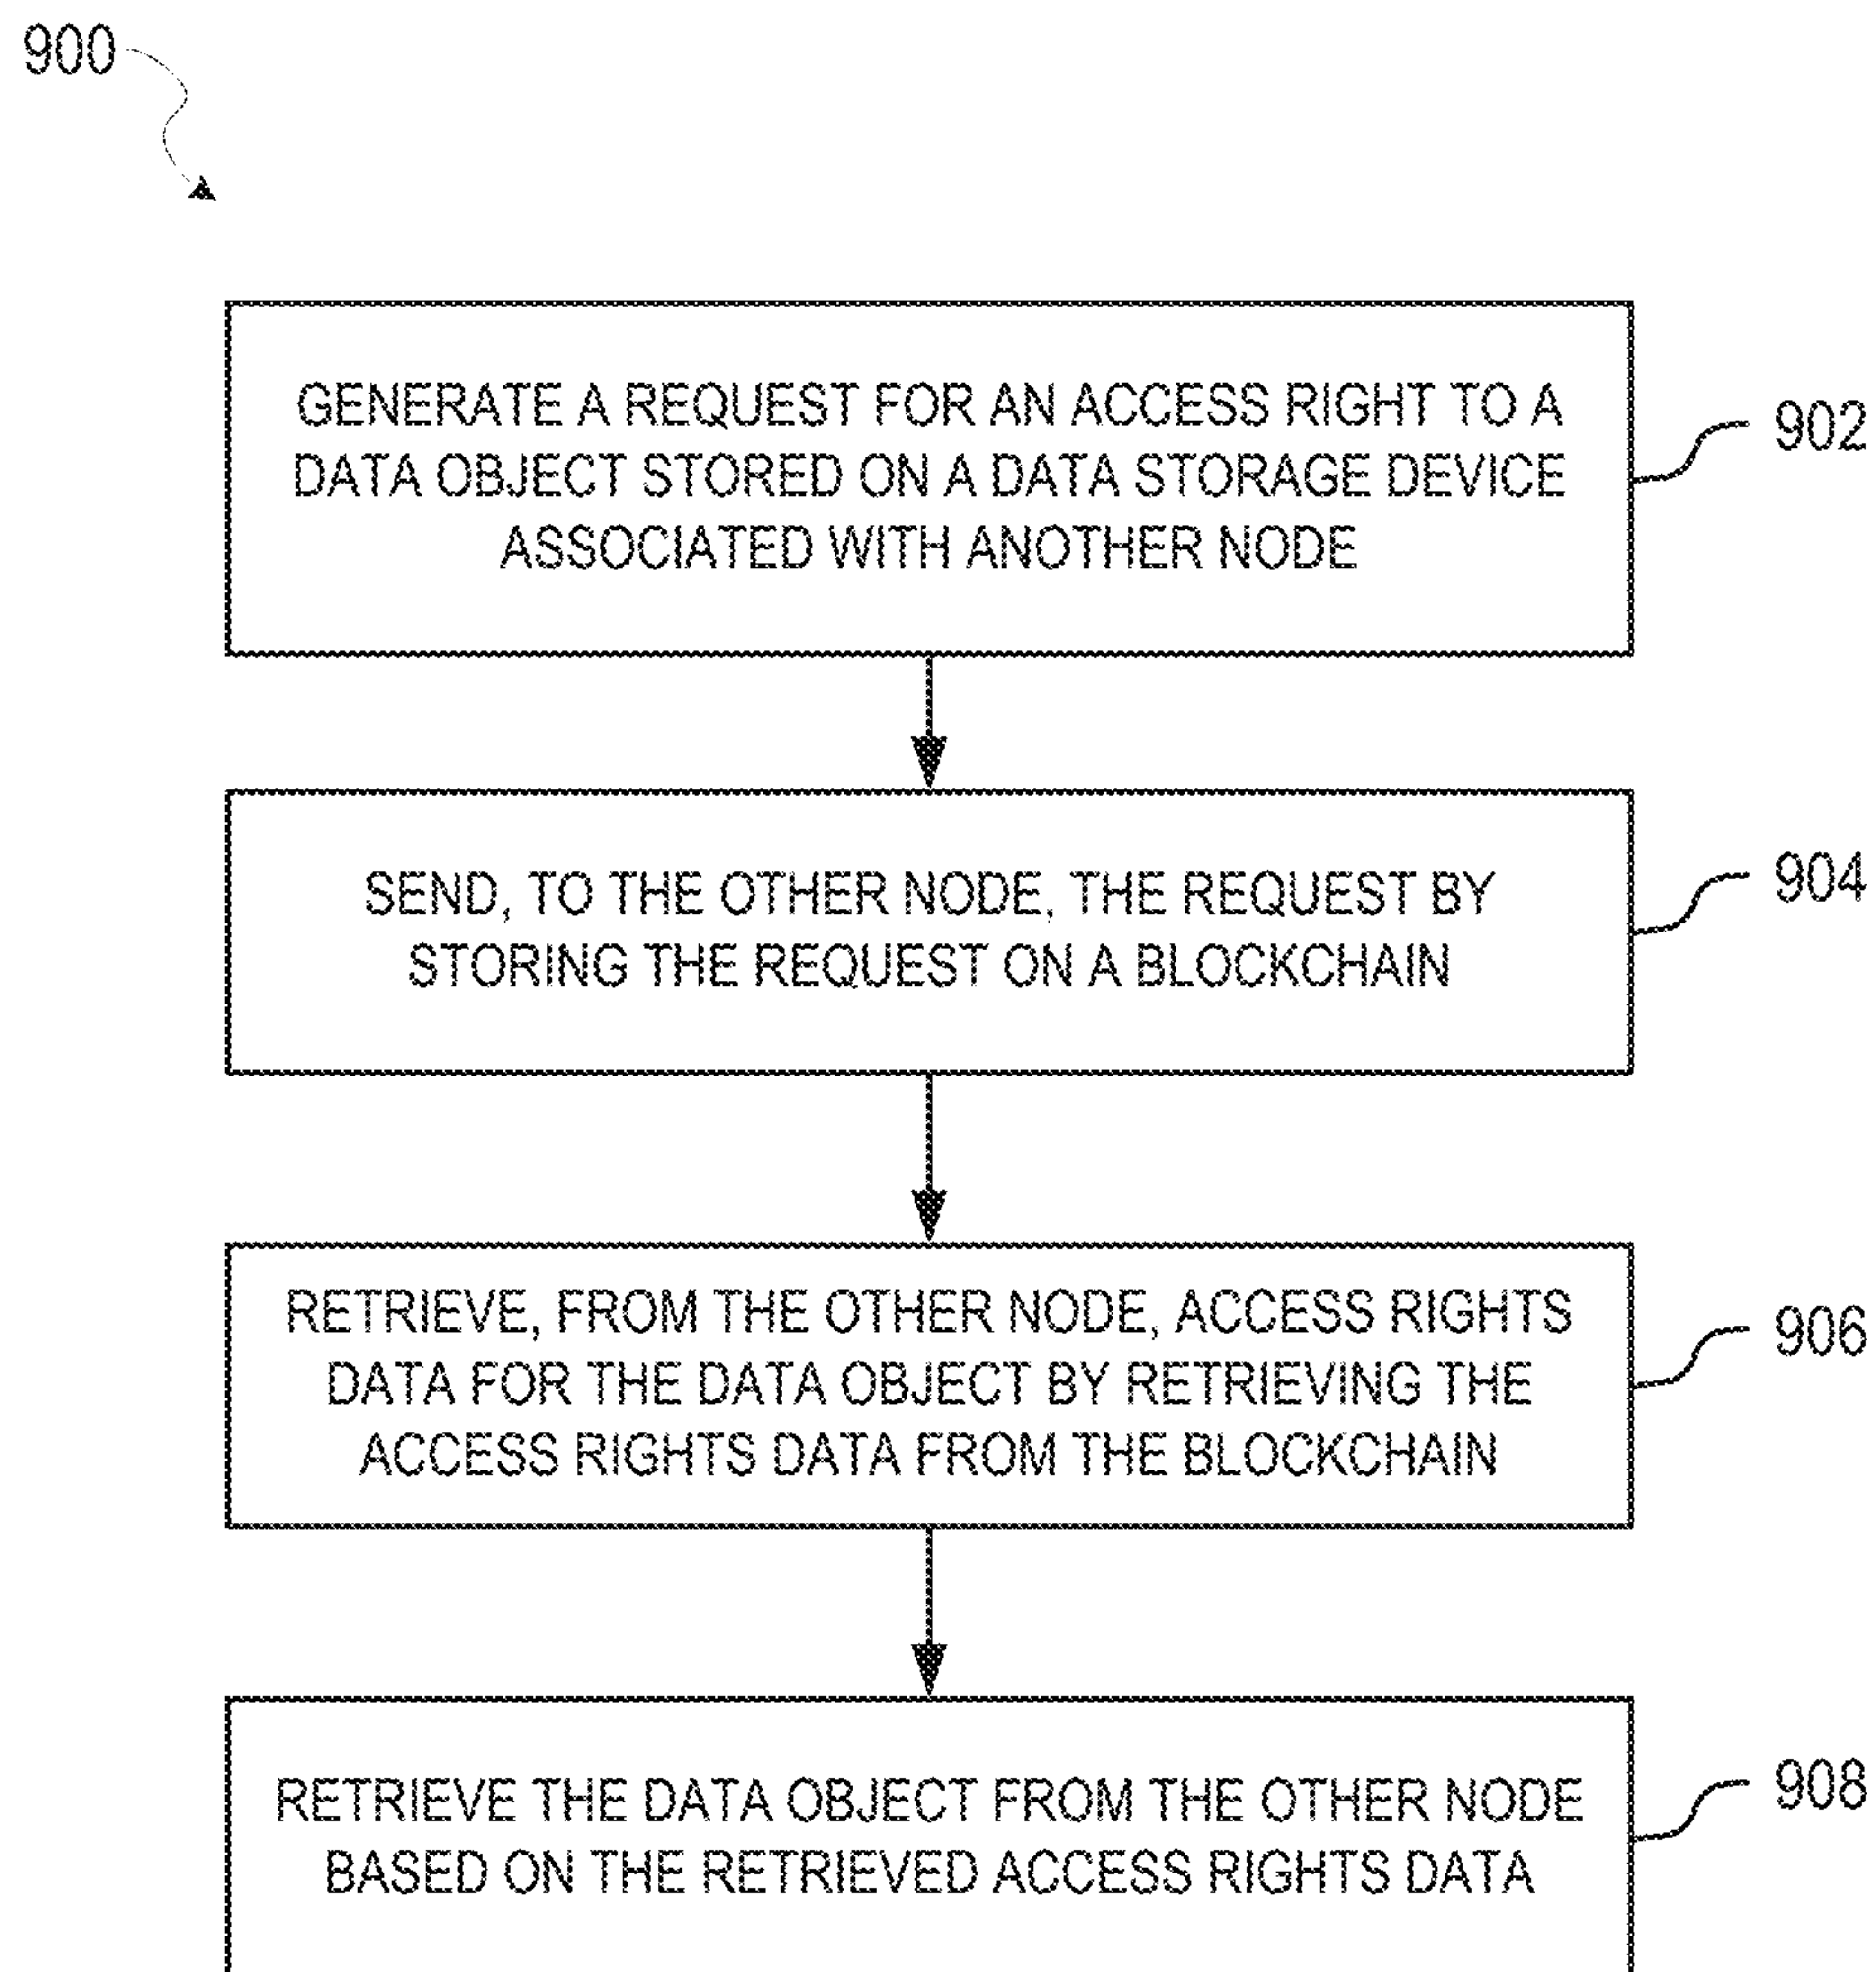 900
GENERATE A REQUEST FOR AN ACCESS RIGHT TO A
DATA OBJECT STORED ON A DATA STORAGE DEVICE
ASSOCIATED WITH ANOTHER NODE
902
SEND, TO THE OTHER NODE, THE REQUEST BY
STORING THE REQUEST ON A BLOCKCHAIN
904
RETRIEVE, FROM THE OTHER NODE, ACCESS RIGHTS
DATA FOR THE DATA OBJECT BY RETRIEVING THE
ACCESS RIGHTS DATA FROM THE BLOCKCHAIN
906
RETRIEVE THE DATA OBJECT FROM THE OTHER NODE
BASED ON THE RETRIEVED ACCESS RIGHTS DATA
908